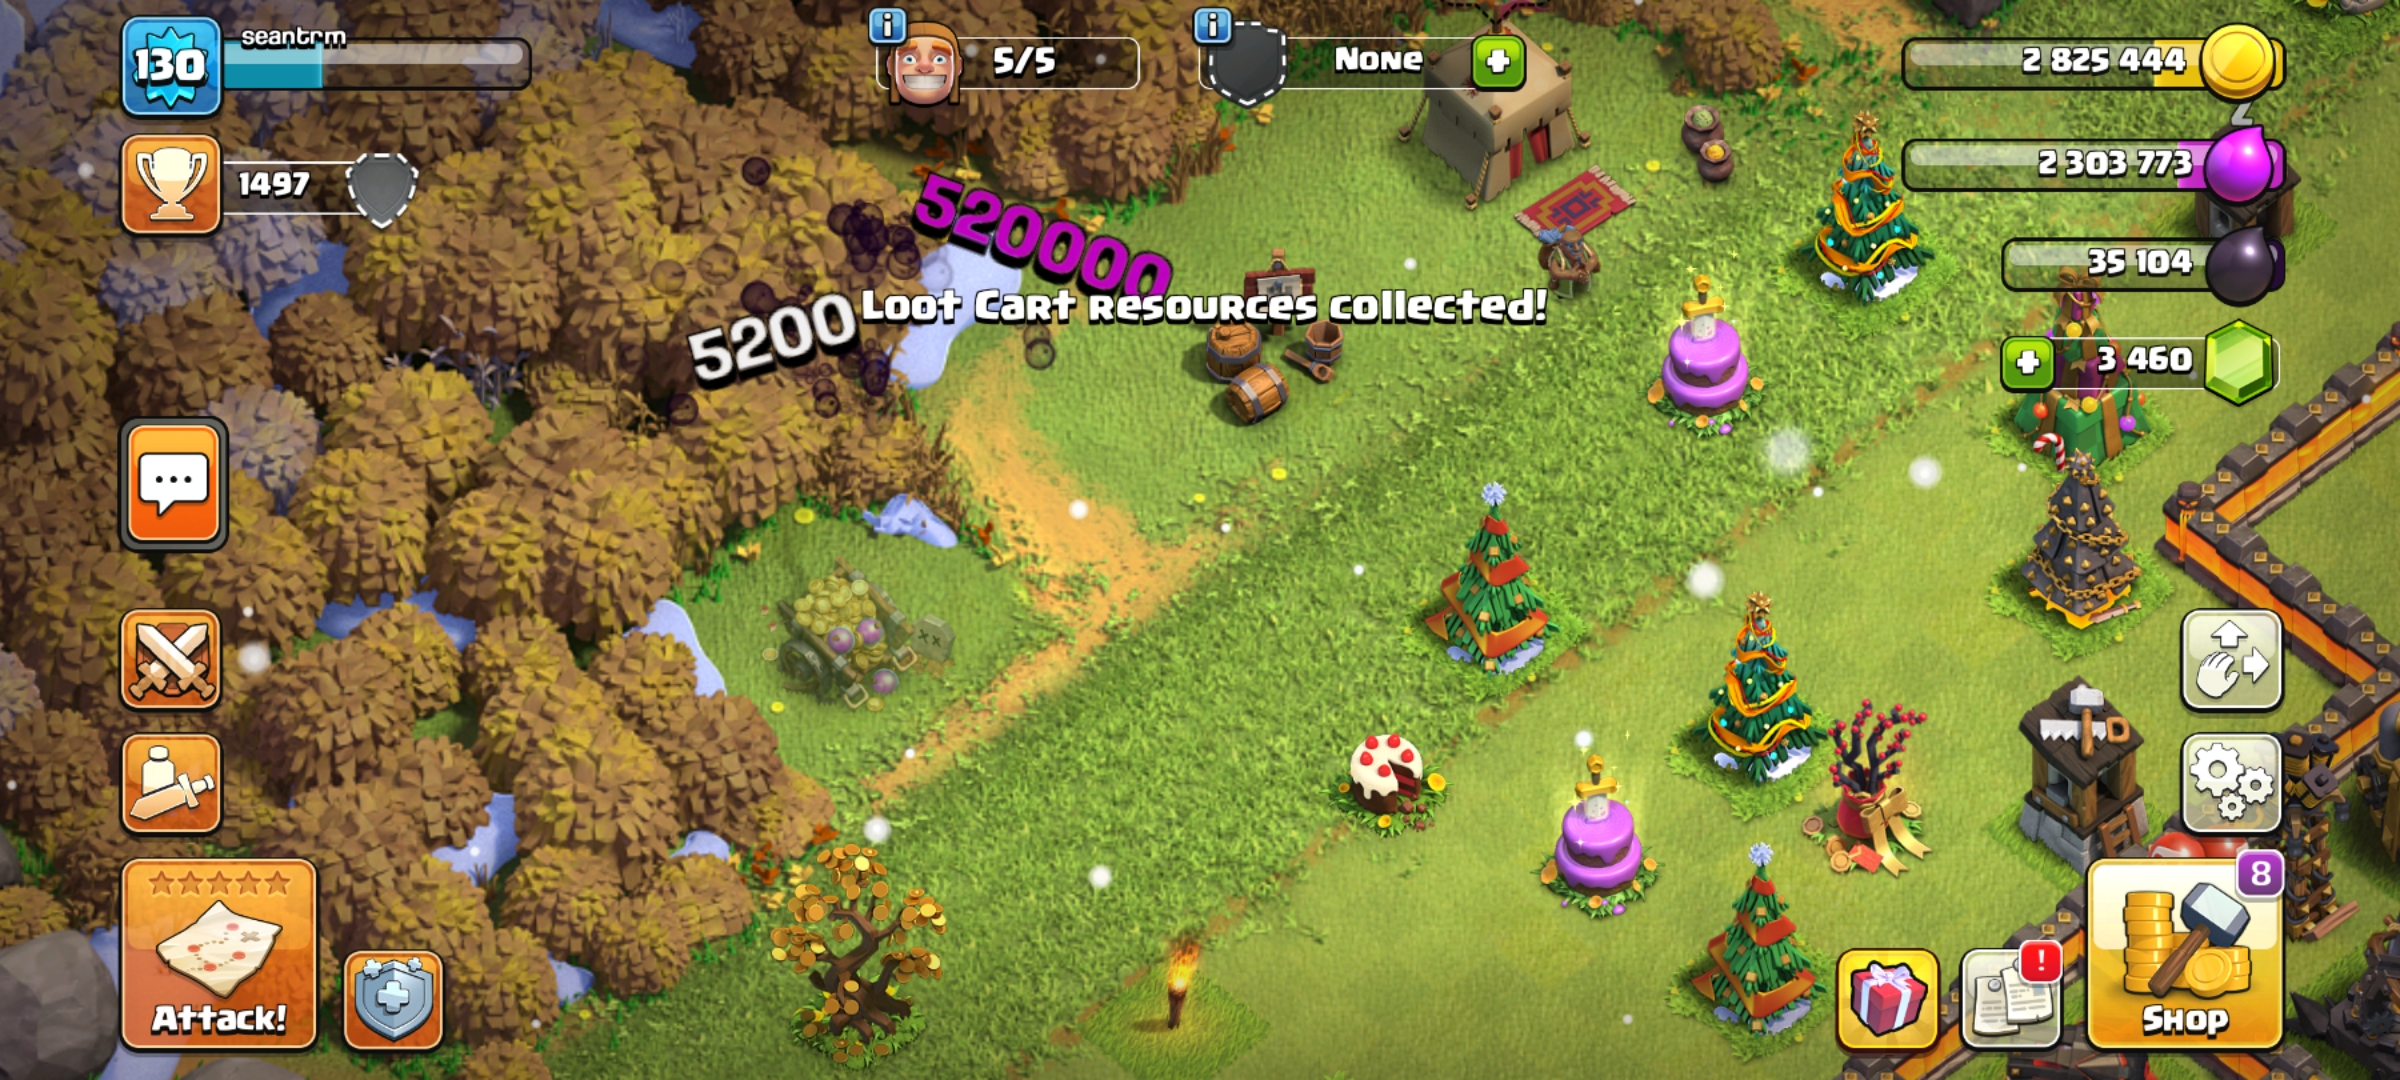 130
seantrm
5/5
None
2 825 444
1497
2 303 773
520000
35 104
Loot Cart resources collected!
5200
3 460
8
Attack!
Shop